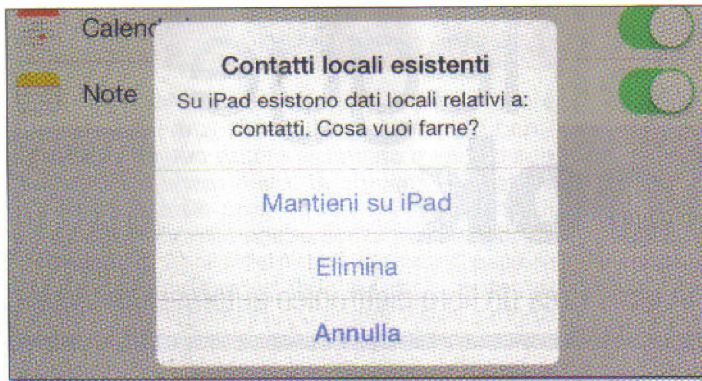 Contatti locali esistenti
Su iPad esistono dati locali relativi a:
contatti. Cosa vuoi farne?
Mantieni su iPad
Elimina
Annulla
Note